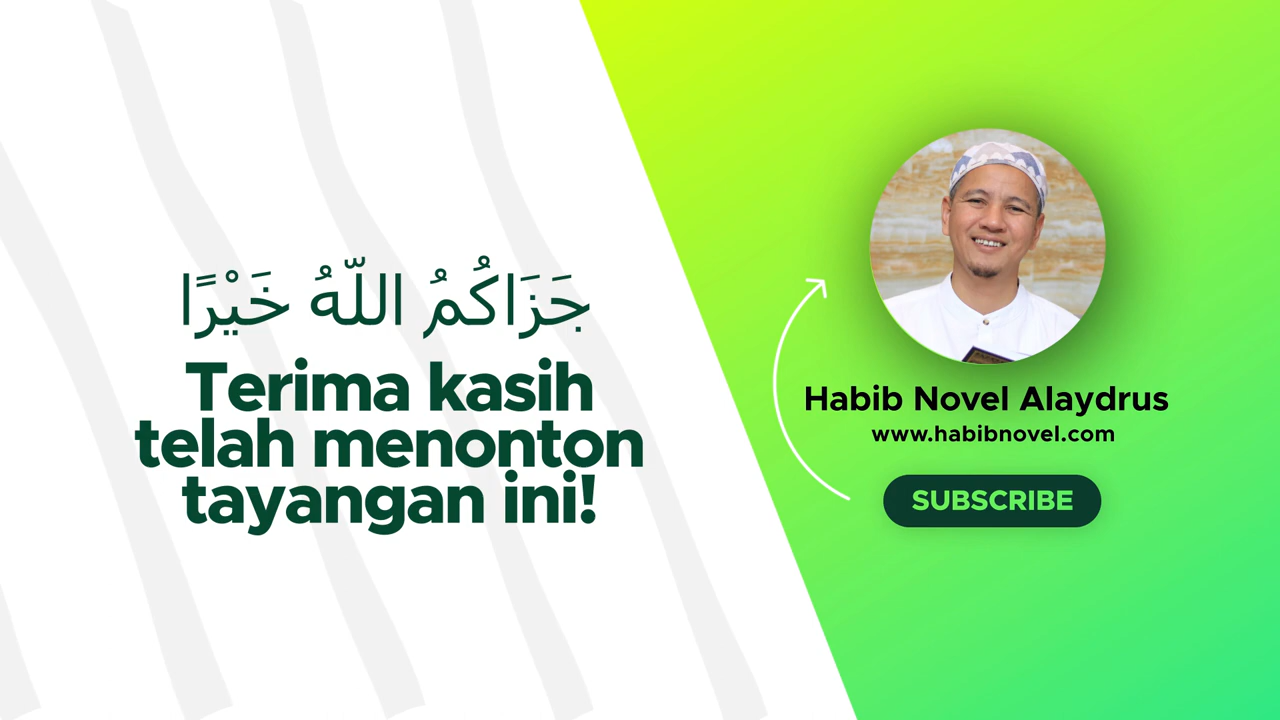 جَزَاكُمُ اللّهُ خَيْرًا
Terima kasih
telah menonton
tayangan ini!
Habib Novel Alaydrus
www.habibnovel.com
SUBSCRIBE